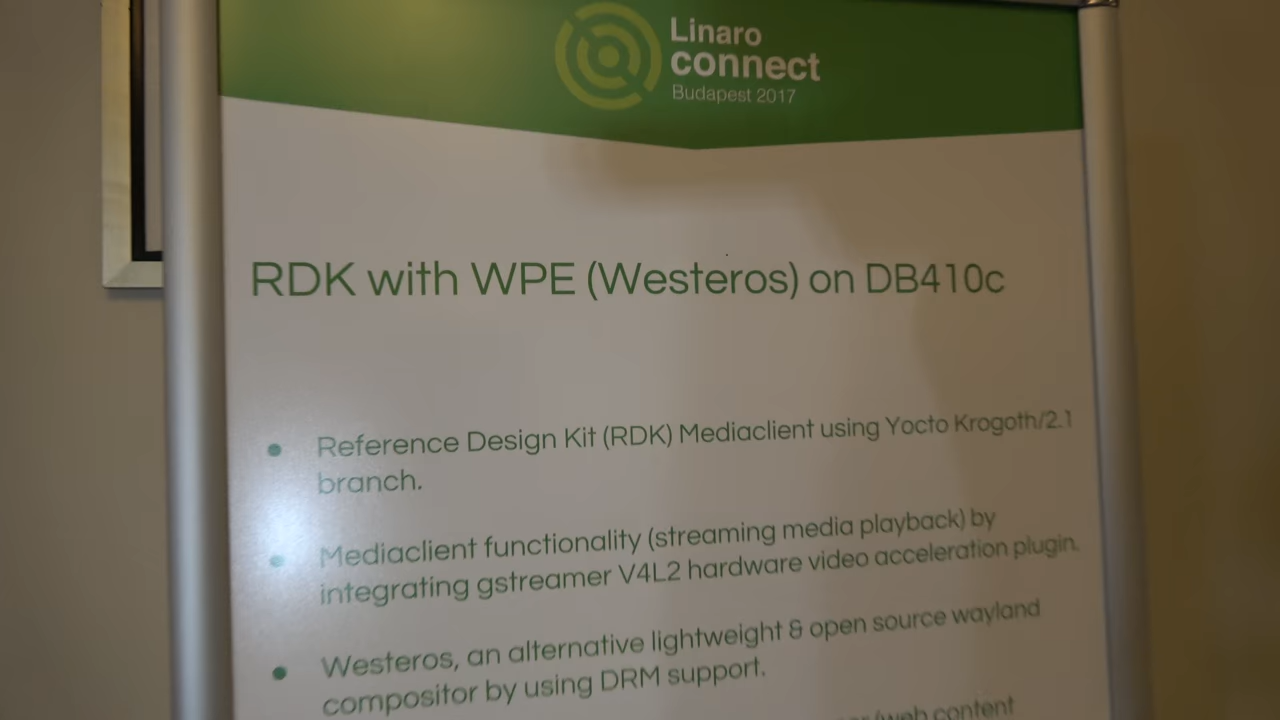 Linaro
connect
Budapest 2017
RDK with WPE (Westeros) on DB410c
• Reference Design Kit (RDK) Mediaclient using Yocto Krogoth/2.1
branch.
• Mediaclient functionality (streaming media playback) by
integrating gstreamer V4L2 hardware video acceleration plugin.
• Westeros, an alternative lightweight & open source wayland
compositor by using DRM support.
/web content